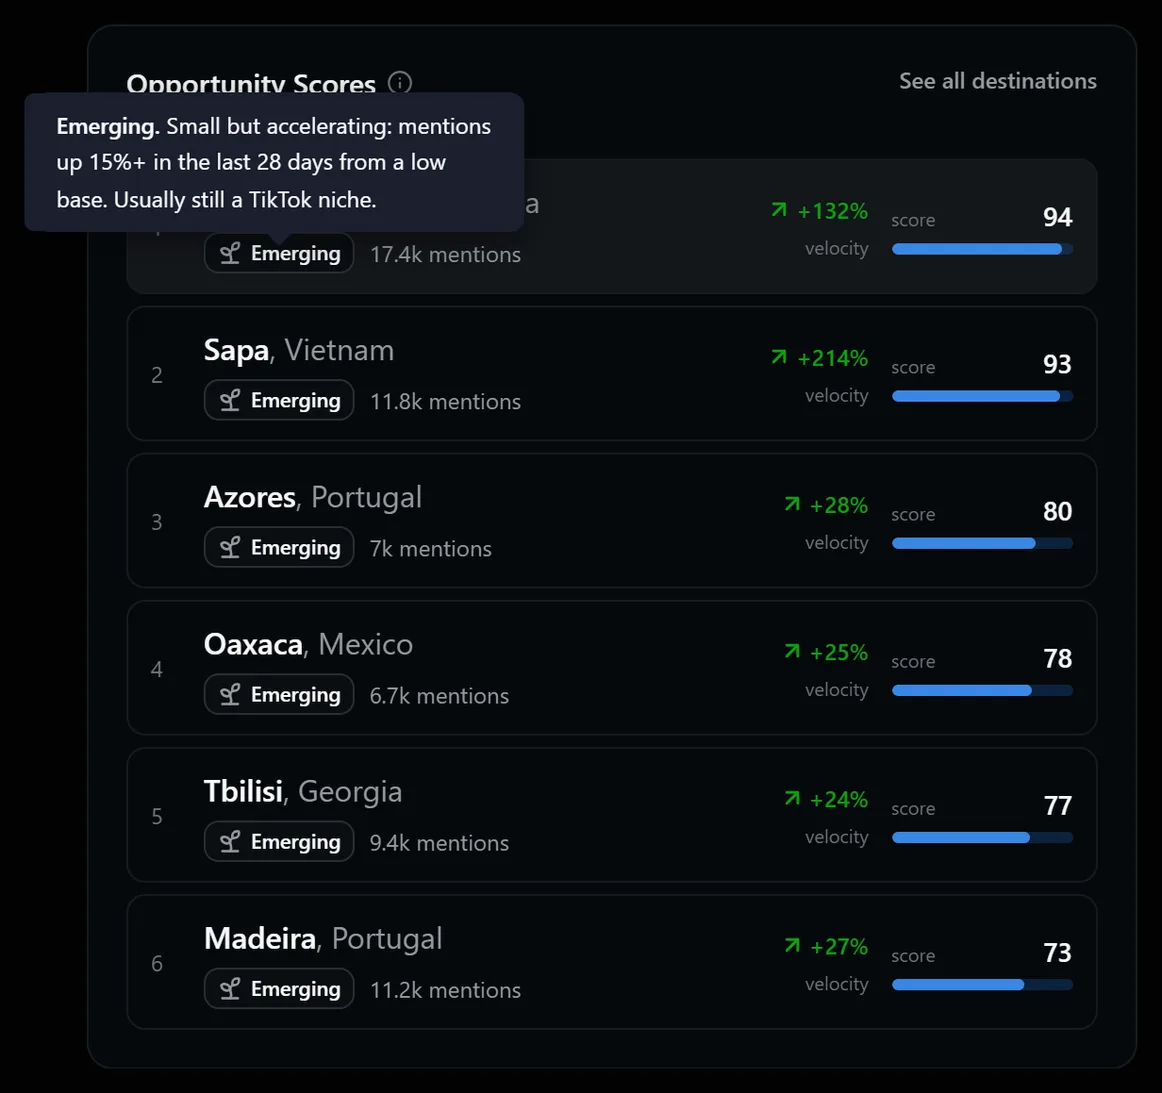 Opportunity Scores
See all destinations
Emerging. Small but accelerating: mentions
up 15%+ in the last 28 days from a low
base. Usually still a TikTok niche.
a
Emerging 17.4k mentions
+132%
velocity
score 94
2
Sapa, Vietnam
Emerging 11.8k mentions
+214%
velocity
score 93
3
Azores, Portugal
Emerging 7k mentions
+28%
velocity
score 80
4
Oaxaca, Mexico
Emerging 6.7k mentions
+25%
velocity
score 78
5
Tbilisi, Georgia
Emerging 9.4k mentions
+24%
velocity
score 77
6
Madeira, Portugal
Emerging 11.2k mentions
+27%
velocity
score 73